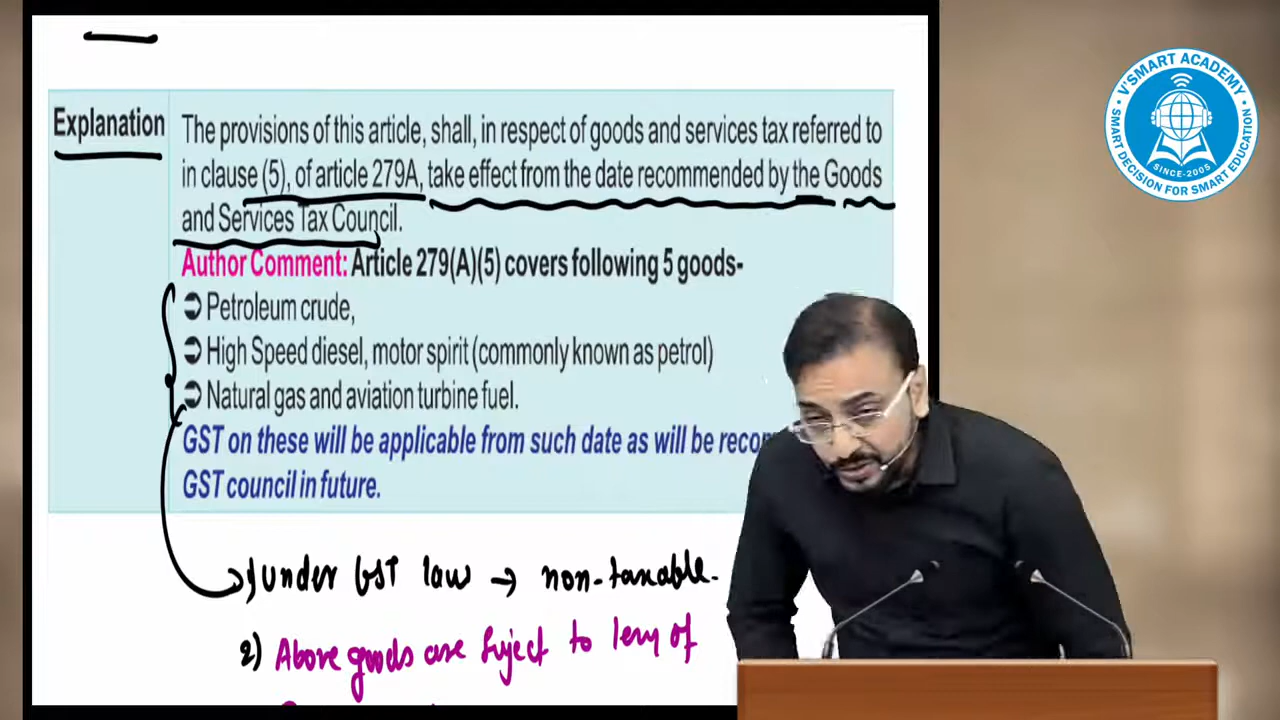 Explanation
The provisions of this article, shall, in respect of goods and services tax referred to
in clause (5), of article 279A, take effect from the date recommended by the Goods
and Services Tax Council.
Author Comment: Article 279(A)(5) covers following 5 goods-
➲ Petroleum crude,
➲ High Speed diesel, motor spirit (commonly known as petrol)
➲ Natural gas and aviation turbine fuel.
GST on these will be applicable from such date as will be
GST council in future.
1) Under GST law → non-taxable.
2) Above goods are Suject to levy of
V'SMART ACADEMY
SINCE-2005
SMART DECISION FOR SMART EDUCATION